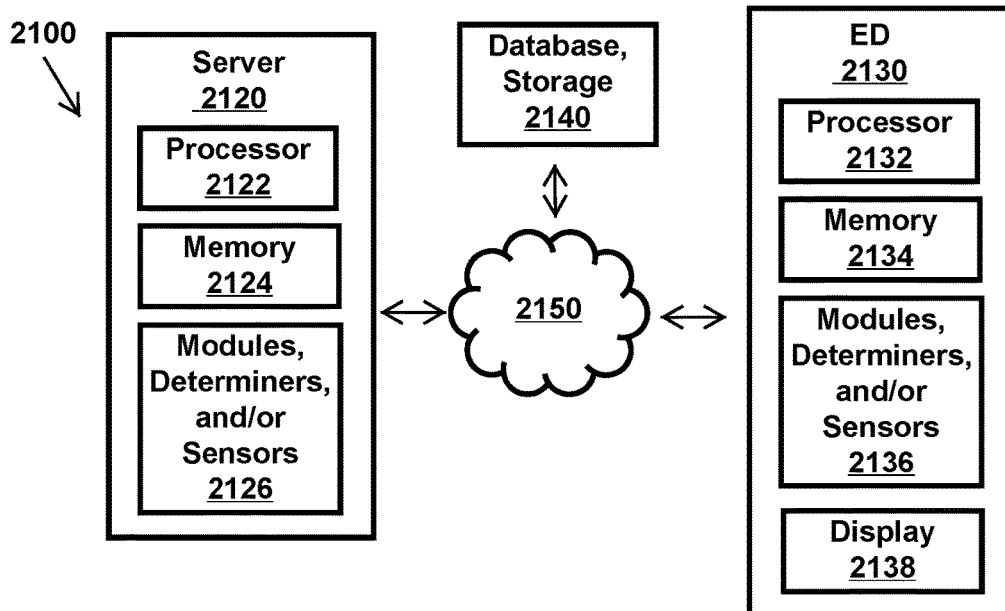 2100
Server
2120
Processor
2122
Memory
2124
Modules,
Determiners,
and/or
Sensors
2126
Database,
Storage
2140
2150
ED
2130
Processor
2132
Memory
2134
Modules,
Determiners,
and/or
Sensors
2136
Display
2138